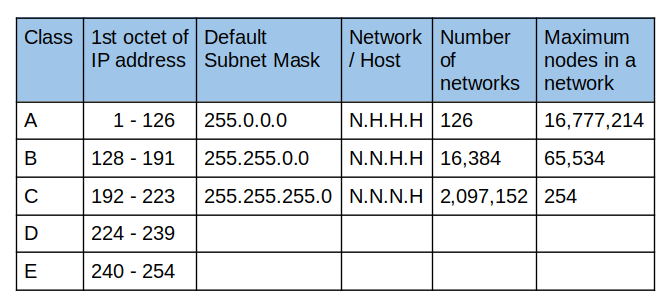 Class 1st octet of IP address Default Subnet Mask Network / Host Number of networks Maximum nodes in a network
A 1 - 126 255.0.0.0 N.H.H.H 126 16,777,214
B 128 - 191 255.255.0.0 N.N.H.H 16,384 65,534
C 192 - 223 255.255.255.0 N.N.N.H 2,097,152 254
D 224 - 239
E 240 - 254